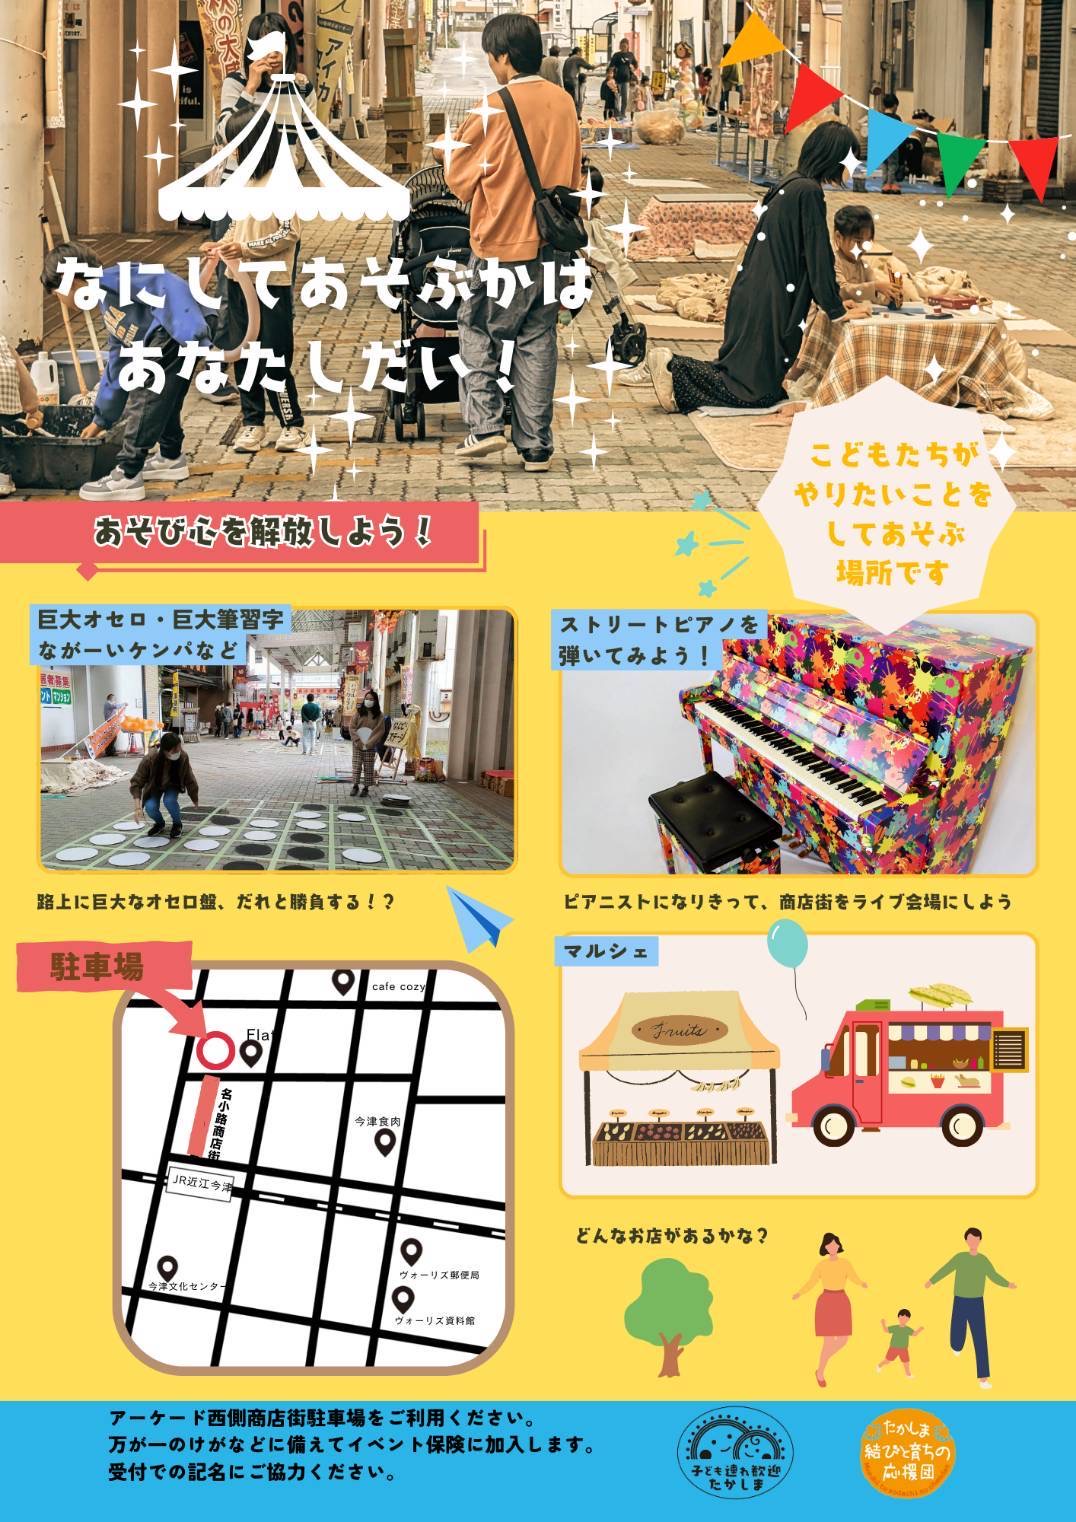 なにしてあそぶかは
あなたしだい！
こどもたちが
やりたいことを
してあそぶ
場所です
あそび心を解放しよう！
巨大オセロ・巨大筆習字
ながーいケンパなど
路上に巨大なオセロ盤、だれと勝負する！？
ストリートピアノを
弾いてみよう！
ピアニストになりきって、商店街をライブ会場にしよう
駐車場
cafe cozy
Flat
名小路商店街
今津食肉
JR近江今津
今津文化センター
ヴォーリズ郵便局
ヴォーリズ資料館
マルシェ
Fruits
どんなお店があるかな？
アーケード西側商店街駐車場をご利用ください。
万が一のけがなどに備えてイベント保険に加入します。
受付での記名にご協力ください。
子ども連れ歓迎
たかしま
たかしま
結びと育ちの
応援団